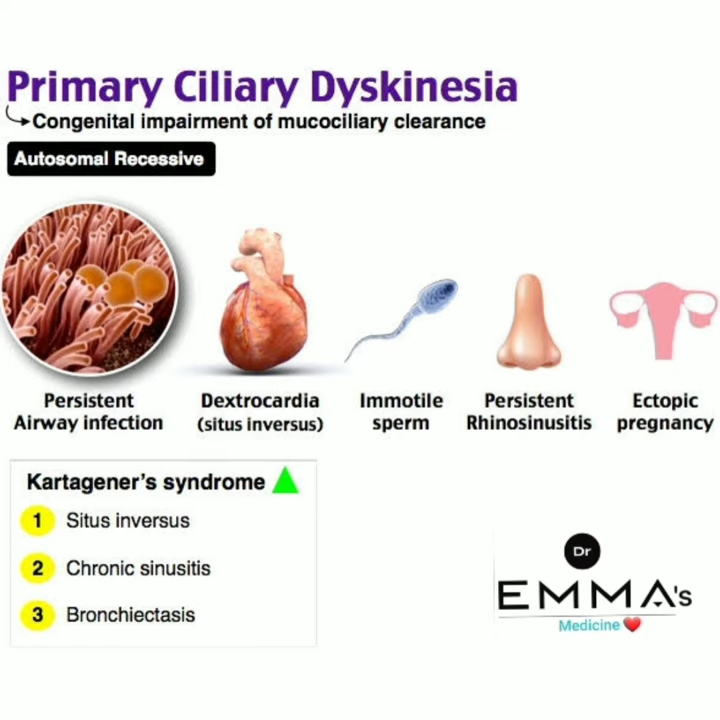 Primary Ciliary Dyskinesia
Congenital impairment of mucociliary clearance
Autosomal Recessive
Persistent
Airway infection
Dextrocardia
(situs inversus)
Immotile
sperm
Persistent
Rhinosinusitis
Ectopic
pregnancy
Kartagener's syndrome
1 Situs inversus
2 Chronic sinusitis
3 Bronchiectasis
Dr
EMMA's
Medicine